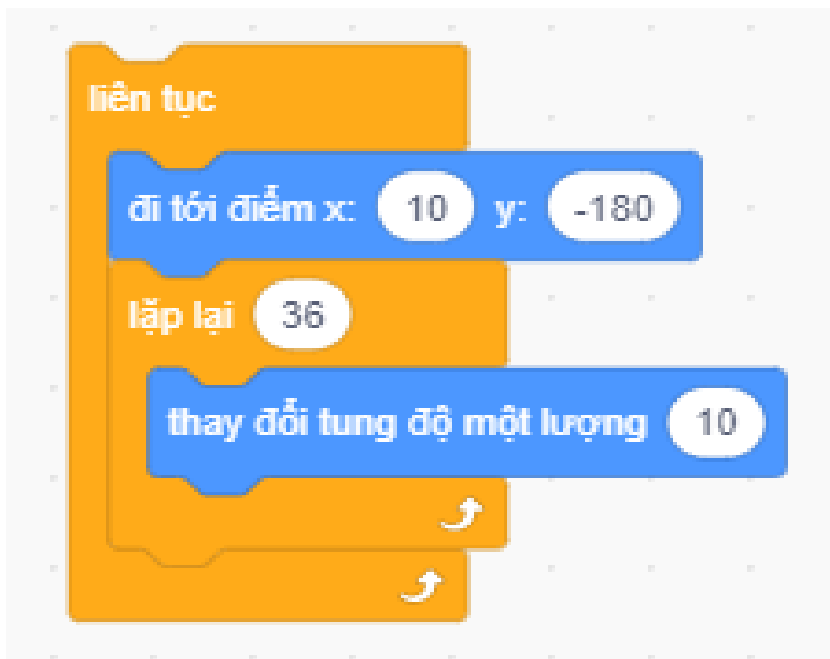 liên tục
đi tới điểm x: 10 y: -180
lặp lại 36
thay đổi tung độ một lượng 10